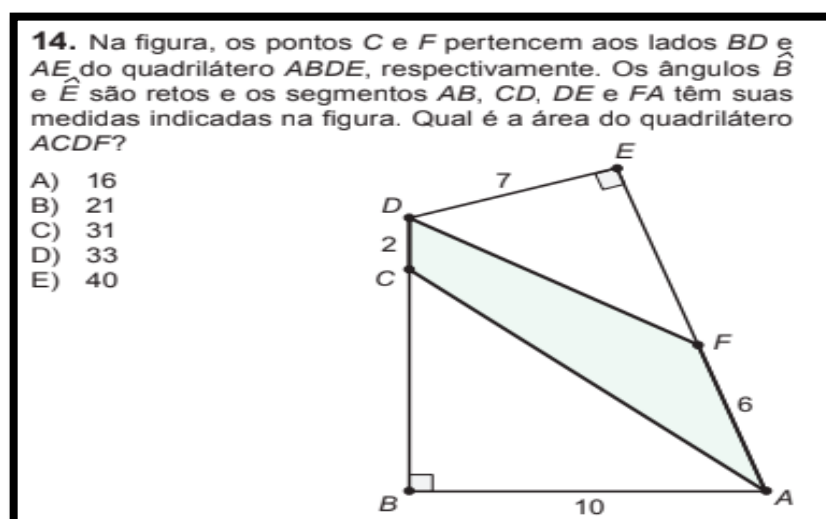 14. Na figura, os pontos C e F pertencem aos lados BD e
AE do quadrilátero ABDE, respectivamente. Os ângulos B̂
e Ê são retos e os segmentos AB, CD, DE e FA têm suas
medidas indicadas na figura. Qual é a área do quadrilátero
ACDF?
A) 16
B) 21
C) 31
D) 33
E) 40
E
7
D
2
C
F
6
B
10
A